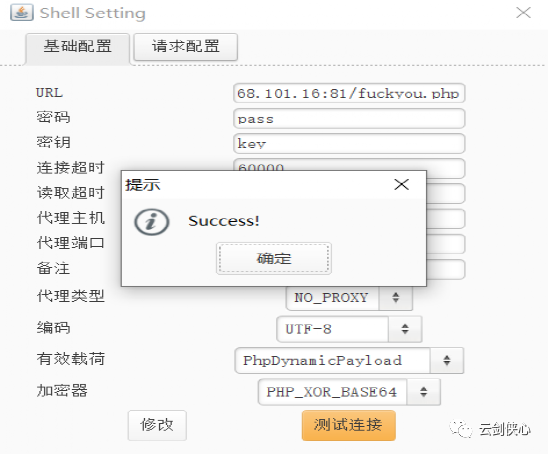 Shell Setting
基础配置 请求配置
URL 68.101.16:81/fuckyou.php
密码 pass
密钥 key
连接超时 60000
读取超时
提示
代理主机
Success!
代理端口
确定
备注
代理类型 NO_PROXY
编码 UTF-8
有效载荷 PhpDynamicPayload
加密器 PHP_XOR_BASE64
修改 测试连接
云剑侠心